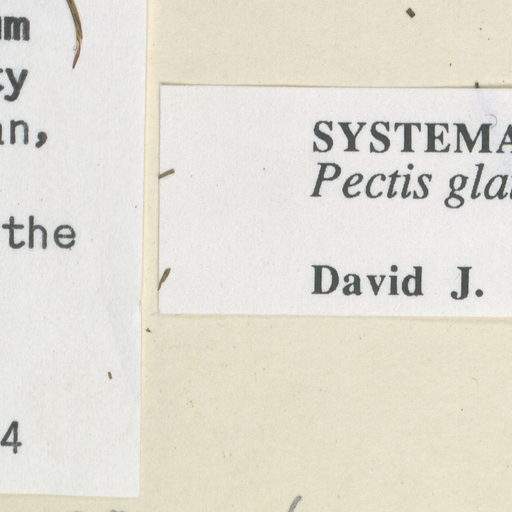 um
ty
an,
the
4
SYSTEMA
Pectis gla
David J.